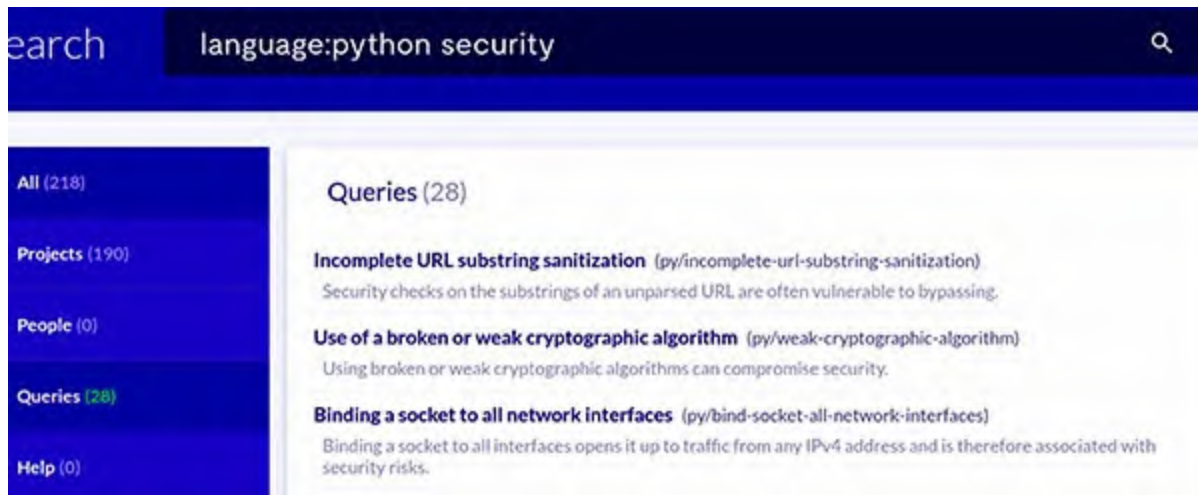 earch
language:python security
All (218)
Projects (190)
People (0)
Queries (28)
Help (0)
Queries (28)
Incomplete URL substring sanitization (py/incomplete-url-substring-sanitization)
Security checks on the substrings of an unparsed URL are often vulnerable to bypassing.
Use of a broken or weak cryptographic algorithm (py/weak-cryptographic-algorithm)
Using broken or weak cryptographic algorithms can compromise security.
Binding a socket to all network interfaces (py/bind-socket-all-network-interfaces)
Binding a socket to all interfaces opens it up to traffic from any IPv4 address and is therefore associated with
security risks.